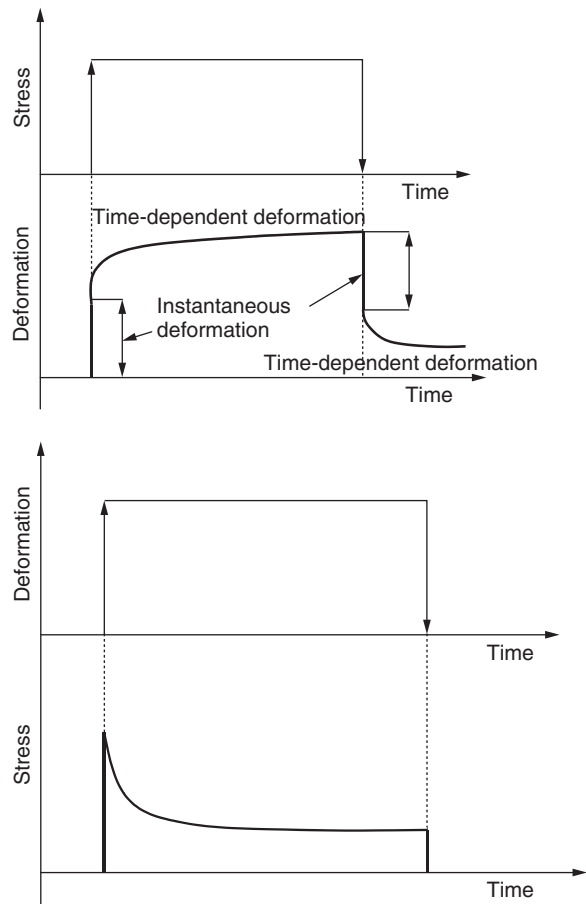 Stress
Time
Time-dependent deformation
Deformation
Instantaneous
deformation
Time-dependent deformation
Time
Deformation
Time
Stress
Time